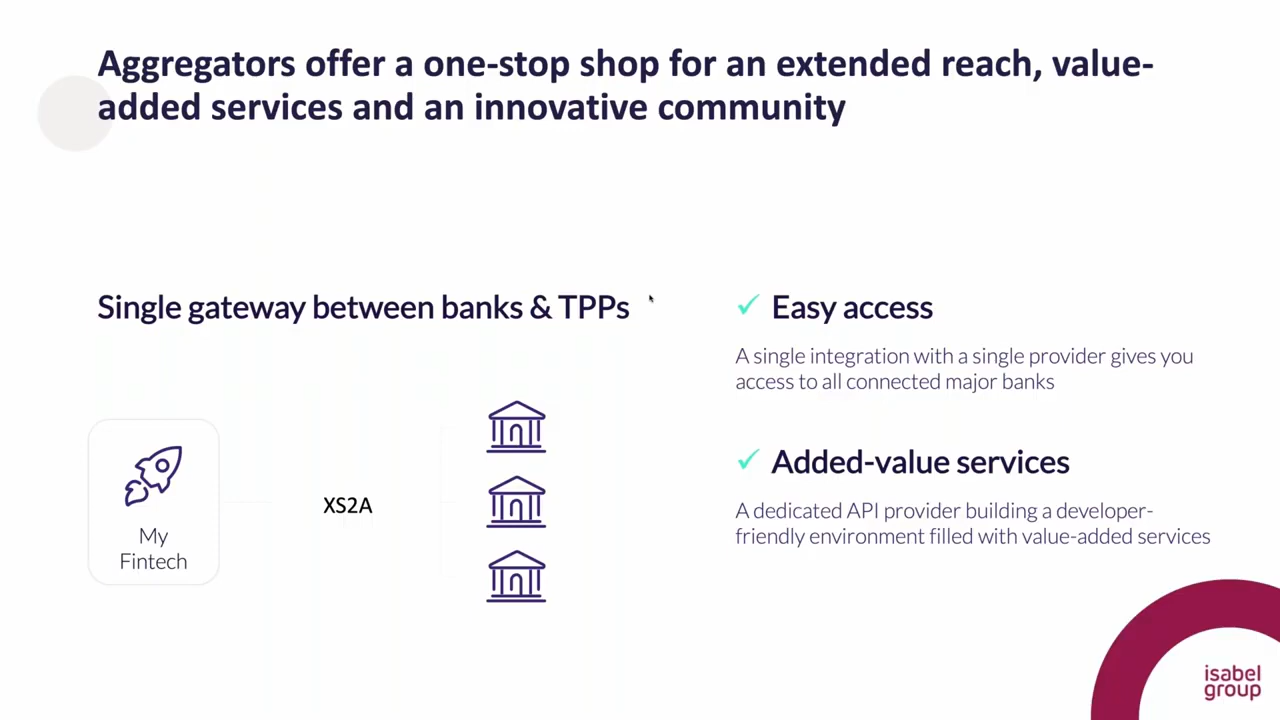 Aggregators offer a one-stop shop for an extended reach, value-
added services and an innovative community
Single gateway between banks & TPPs
My
Fintech
XS2A
✓ Easy access
A single integration with a single provider gives you
access to all connected major banks
✓ Added-value services
A dedicated API provider building a developer-
friendly environment filled with value-added services
isabel
group